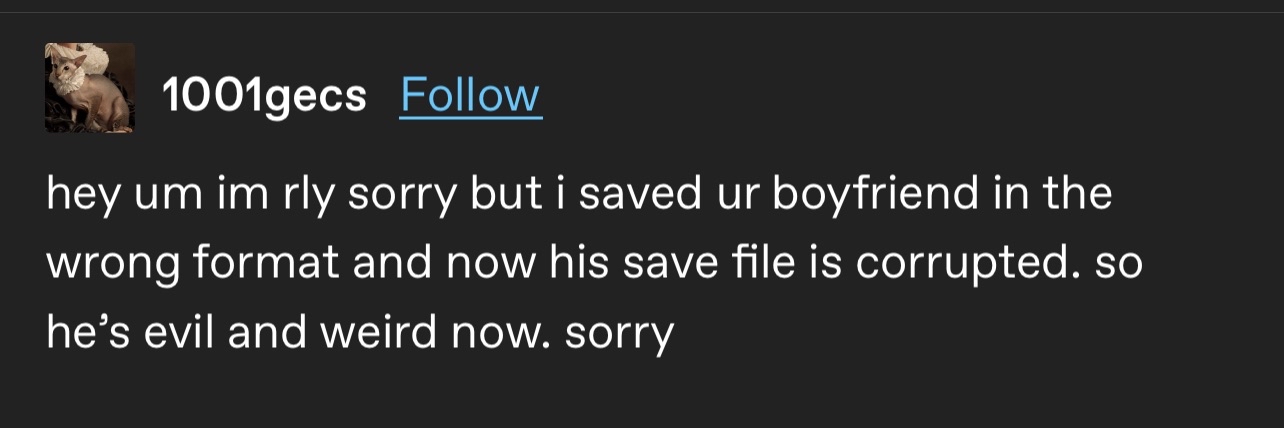 1001gecs Follow
hey um im rly sorry but i saved ur boyfriend in the
wrong format and now his save file is corrupted. so
he’s evil and weird now. sorry